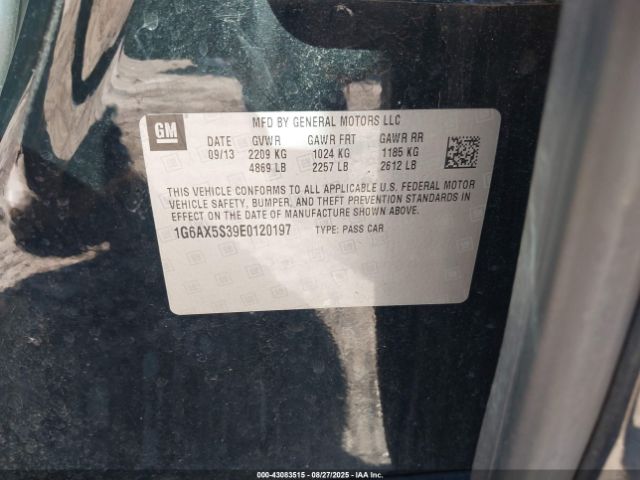 GM
MFD BY GENERAL MOTORS LLC
DATE GVWR GAWR FRT GAWR RR
09/13 2209 KG 1024 KG 1185 KG
4869 LB 2257 LB 2612 LB
THIS VEHICLE CONFORMS TO ALL APPLICABLE U.S. FEDERAL MOTOR
VEHICLE SAFETY, BUMPER, AND THEFT PREVENTION STANDARDS IN
EFFECT ON THE DATE OF MANUFACTURE SHOWN ABOVE.
1G6AX5S39E0120197 TYPE: PASS CAR
000-43083515 - 08/27/2025 - IAAI.COM